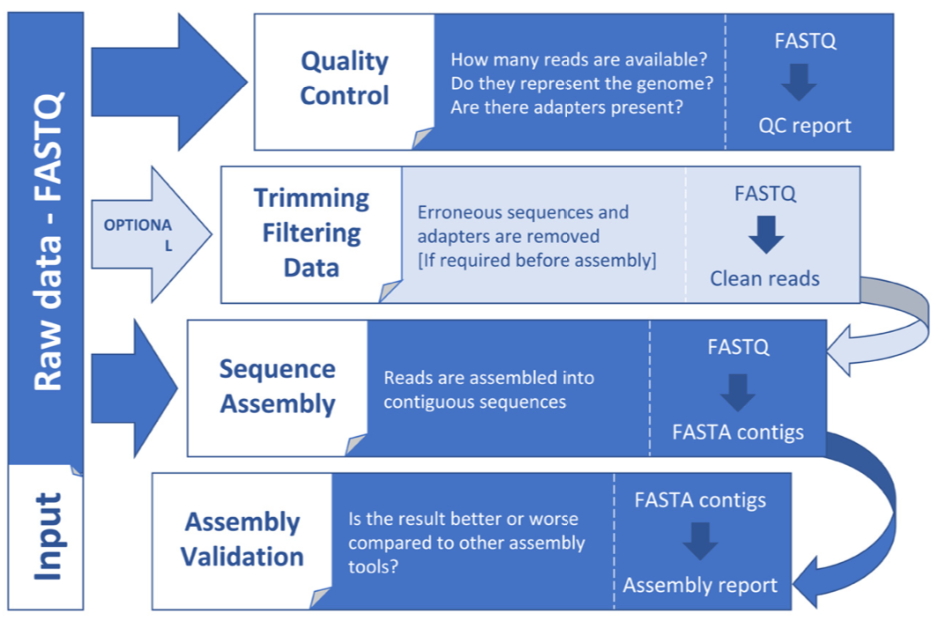 Raw data - FASTQ
Input
Quality
Control
How many reads are available?
Do they represent the genome?
Are there adapters present?
FASTQ
QC report
OPTIONA
L
Trimming
Filtering
Data
Erroneous sequences and
adapters are removed
[If required before assembly]
FASTQ
Clean reads
Sequence
Assembly
Reads are assembled into
contiguous sequences
FASTQ
FASTA contigs
Assembly
Validation
Is the result better or worse
compared to other assembly
tools?
FASTA contigs
Assembly report